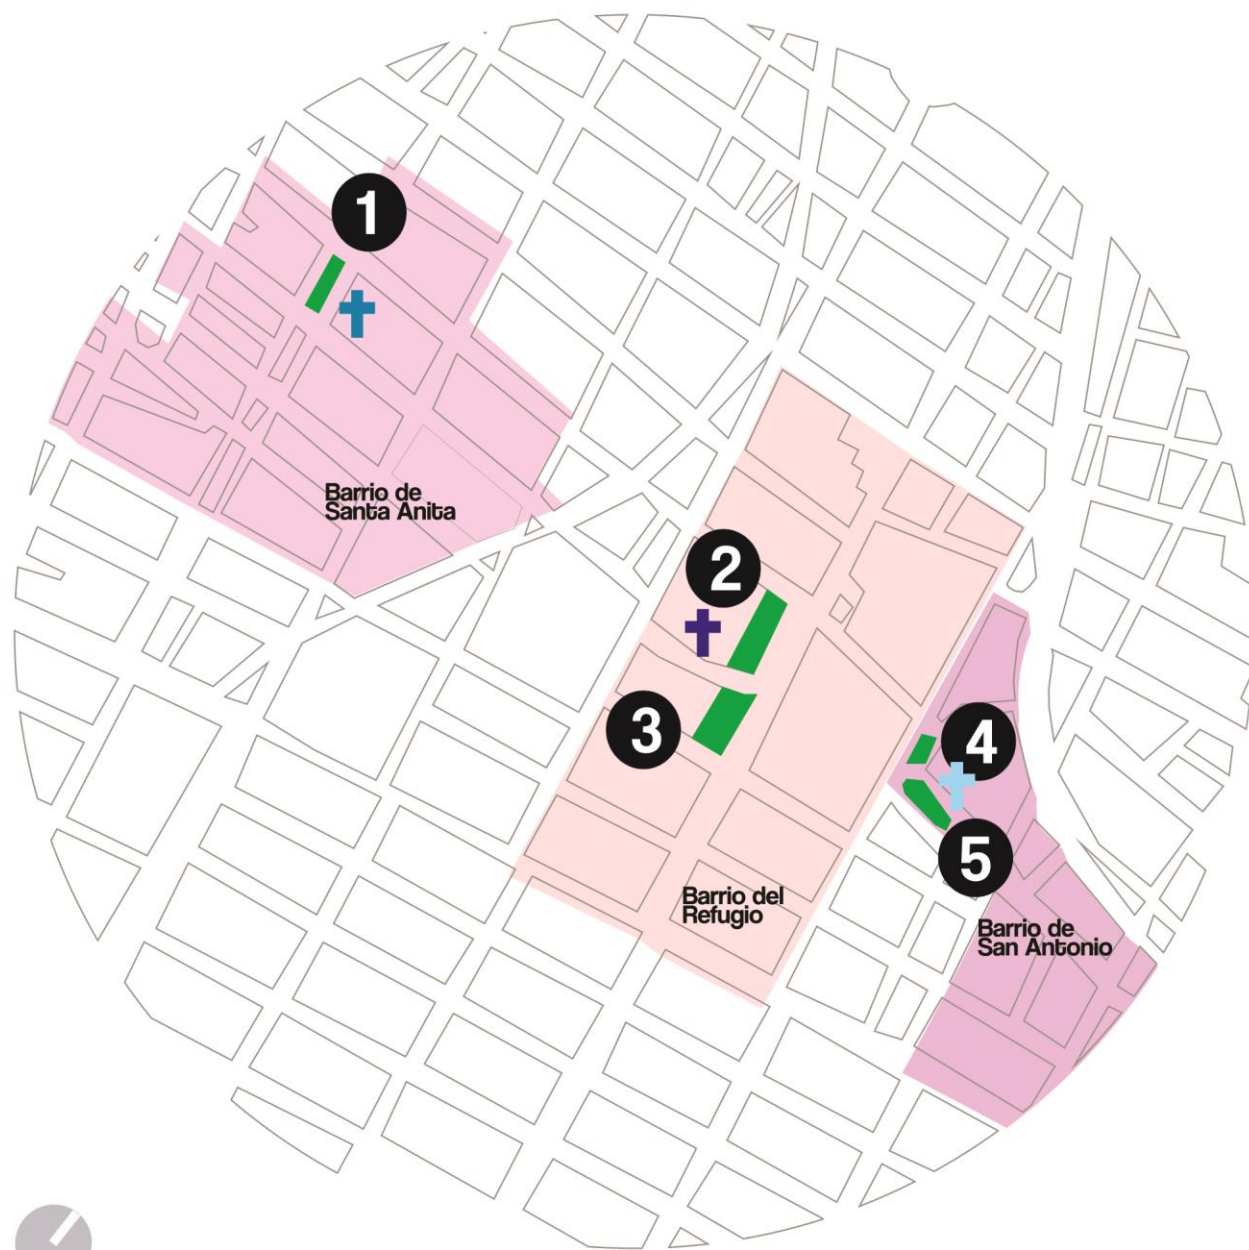 1
Barrio de
Santa Anita
2
3
4
5
Barrio del
Refugio
Barrio de
San Antonio